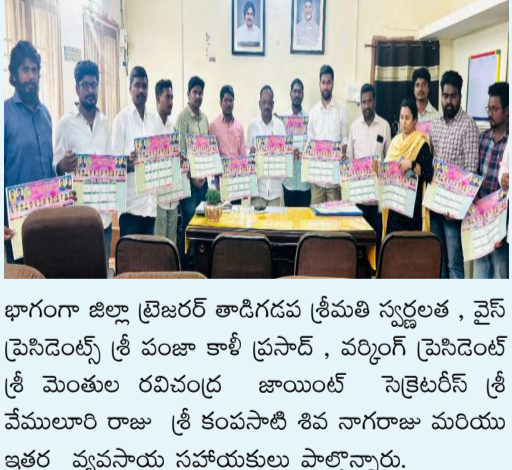 భాగంగా జిల్లా ట్రెజరర్ తాడిగడప శ్రీమతి స్వర్ణలత , వైస్
ప్రెసిడెంట్స్ శ్రీ పంజా కాళీ ప్రసాద్ , వర్కింగ్ ప్రెసిడెంట్
శ్రీ మెంతుల రవిచంద్ర జాయింట్ సెక్రెటరీస్ శ్రీ
వేములూరి రాజు శ్రీ కంపసాటి శివ నాగరాజు మరియు
ఇతర వ్యవసాయ సహాయకులు పాల్గొన్నారు.